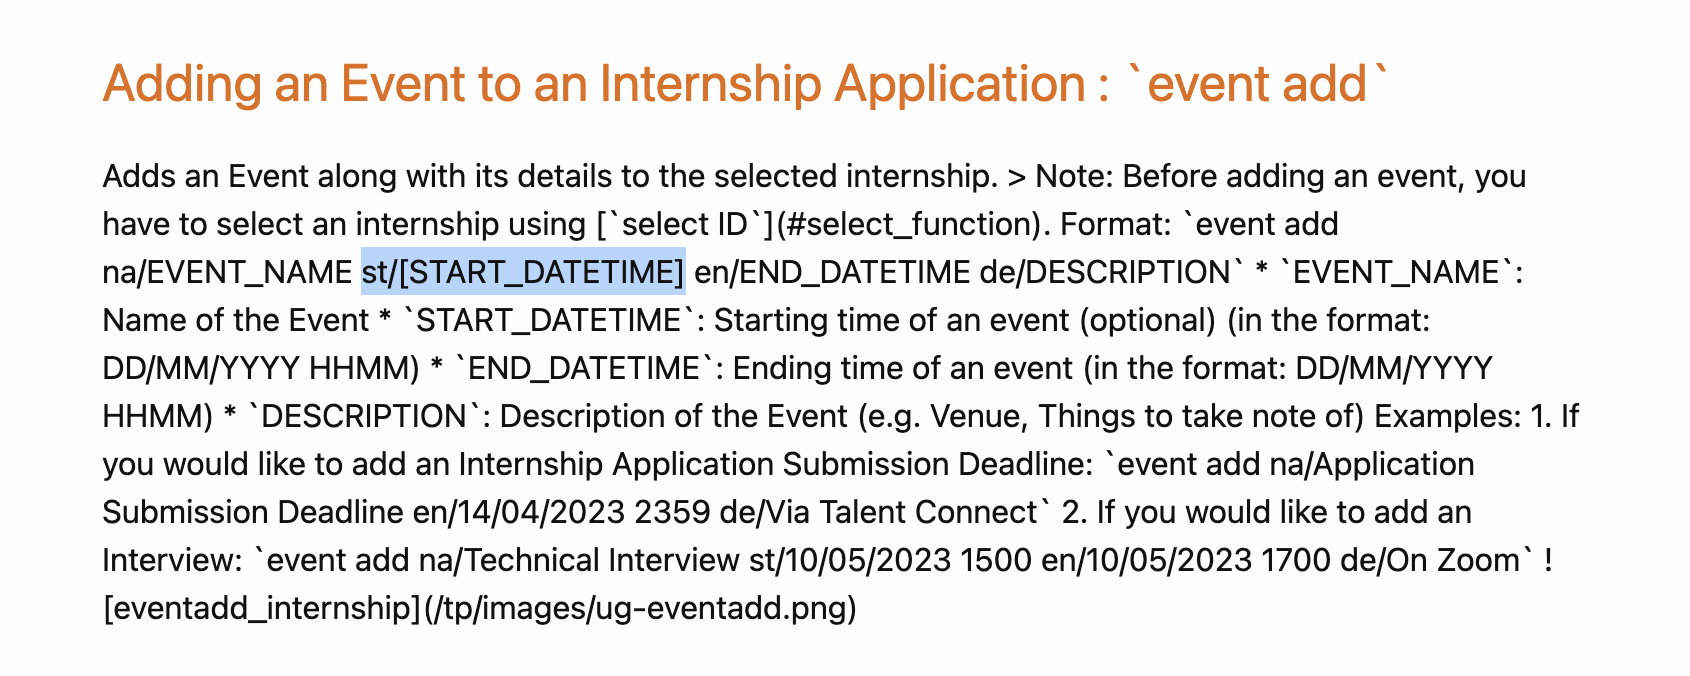 Adding an Event to an Internship Application : `event add`
Adds an Event along with its details to the selected internship. > Note: Before adding an event, you
have to select an internship using [`select ID`](#select_function). Format: `event add
na/EVENT_NAME st/[START_DATETIME] en/END_DATETIME de/DESCRIPTION` * `EVENT_NAME`:
Name of the Event * `START_DATETIME`: Starting time of an event (optional) (in the format:
DD/MM/YYYY HHMM) * `END_DATETIME`: Ending time of an event (in the format: DD/MM/YYYY
HHMM) * `DESCRIPTION`: Description of the Event (e.g. Venue, Things to take note of) Examples: 1. If
you would like to add an Internship Application Submission Deadline: `event add na/Application
Submission Deadline en/14/04/2023 2359 de/Via Talent Connect` 2. If you would like to add an
Interview: `event add na/Technical Interview st/10/05/2023 1500 en/10/05/2023 1700 de/On Zoom` !
[eventadd_internship](/tp/images/ug-eventadd.png)